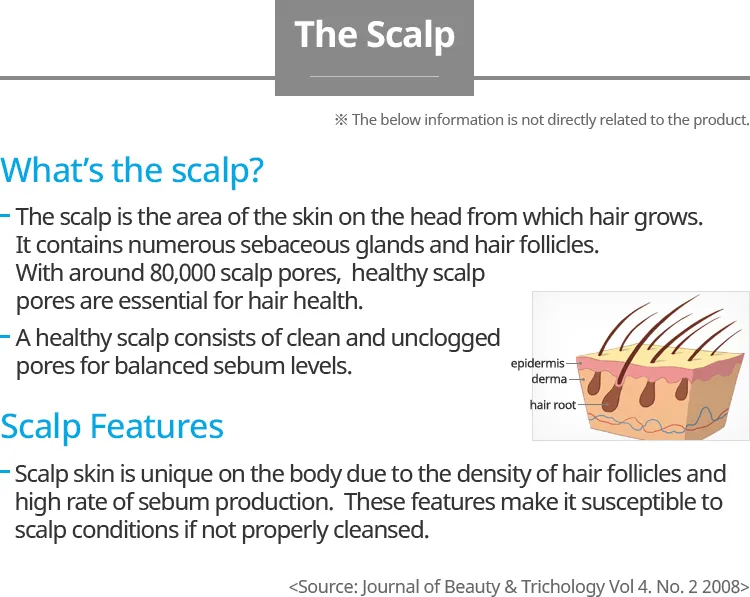 The Scalp
※ The below information is not directly related to the product.
What's the scalp?
– The scalp is the area of the skin on the head from which hair grows.
It contains numerous sebaceous glands and hair follicles.
With around 80,000 scalp pores,  healthy scalp
pores are essential for hair health.
– A healthy scalp consists of clean and unclogged
pores for balanced sebum levels.
epidermis
derma
hair root
Scalp Features
– Scalp skin is unique on the body due to the density of hair follicles and
high rate of sebum production.  These features make it susceptible to
scalp conditions if not properly cleansed.
<Source: Journal of Beauty & Trichology Vol 4. No. 2 2008>